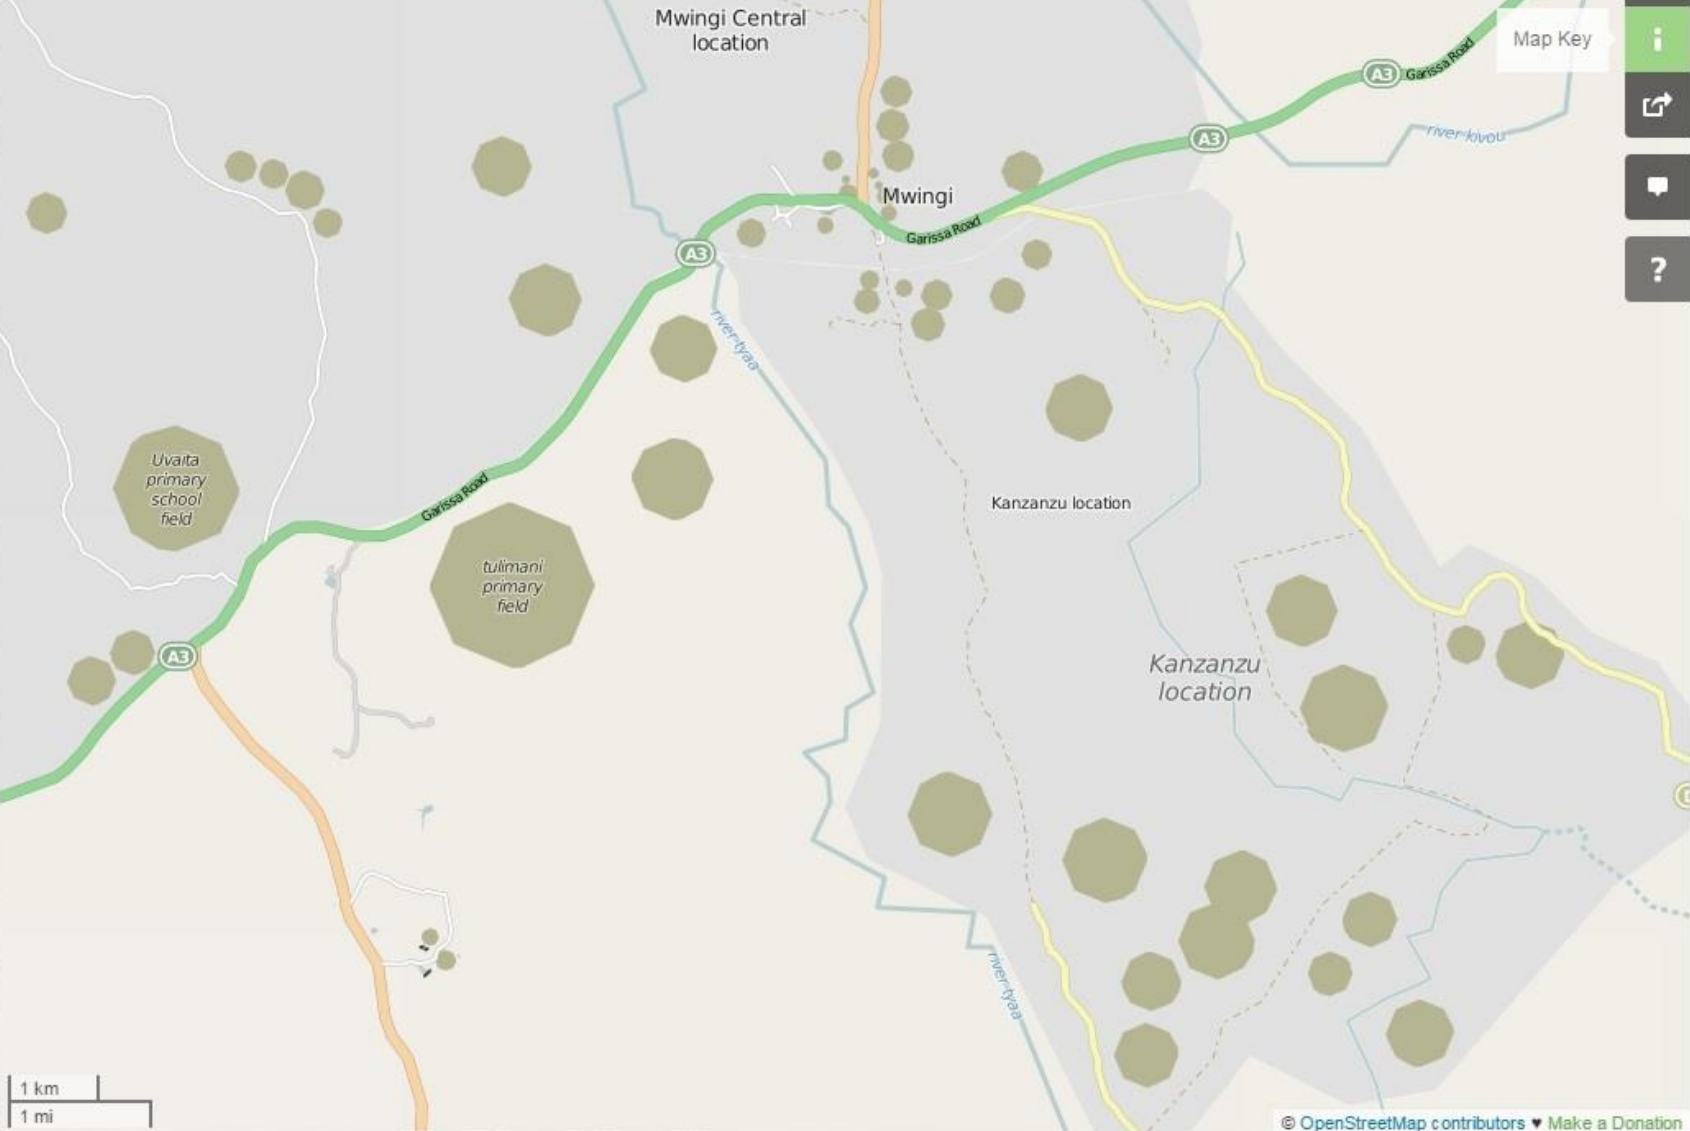 Mwingi Central
location
Map Key
i
A3
Garissa Road
A3
river-kivou
Mwingi
Garissa Road
A3
?
river-tyaa
Uvaita
primary
school
field
Garissa Road
Kanzanzu location
tulimani
primary
field
A3
Kanzanzu
location
river-tyaa
1 km
1 mi
© OpenStreetMap contributors ♥ Make a Donation